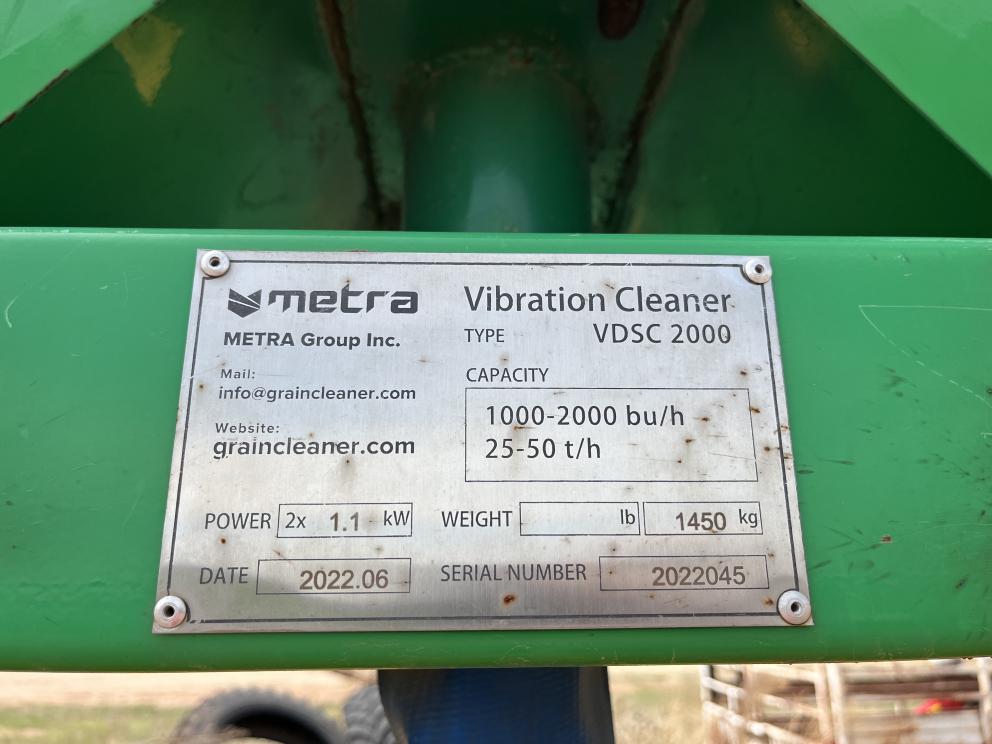 metra
METRA Group Inc.
Mail:
info@graincleaner.com
Website:
graincleaner.com
Vibration Cleaner
TYPE VDSC 2000
CAPACITY
1000-2000 bu/h
25-50 t/h
POWER 2x 1.1 kW WEIGHT lb 1450 kg
DATE 2022.06 SERIAL NUMBER 2022045